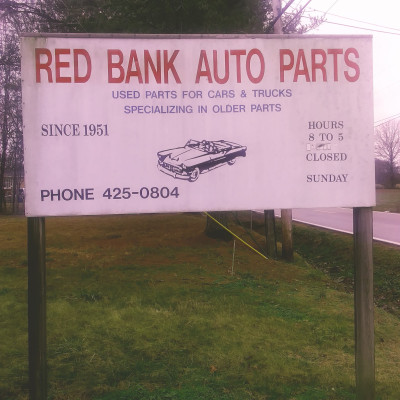 RED BANK AUTO PARTS
USED PARTS FOR CARS & TRUCKS
SPECIALIZING IN OLDER PARTS
SINCE 1951
HOURS
8 TO 5
CLOSED
SUNDAY
PHONE 425-0804